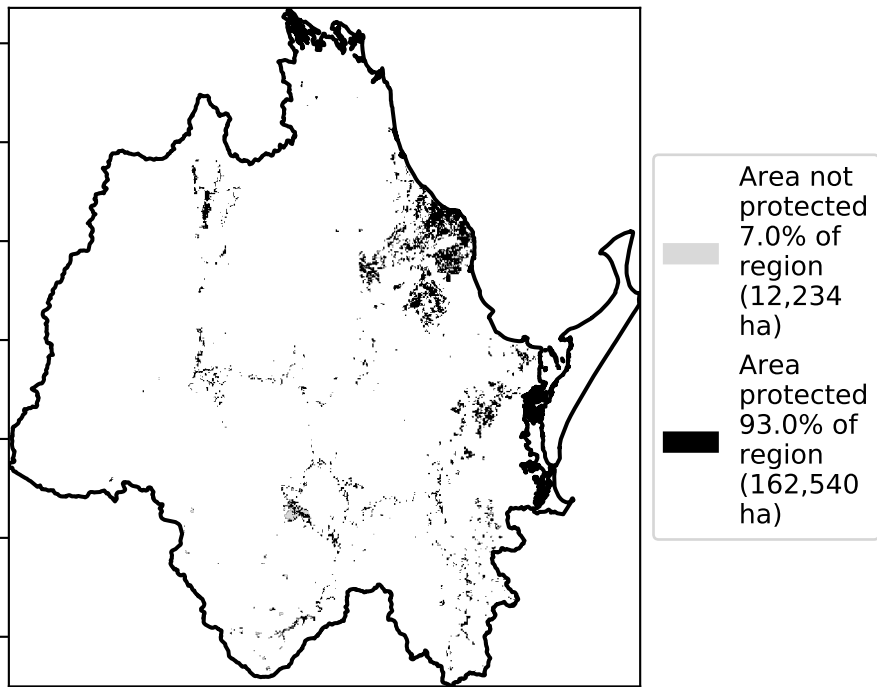 Area not
protected
7.0% of
region
(12,234
ha)
Area
protected
93.0% of
region
(162,540
ha)